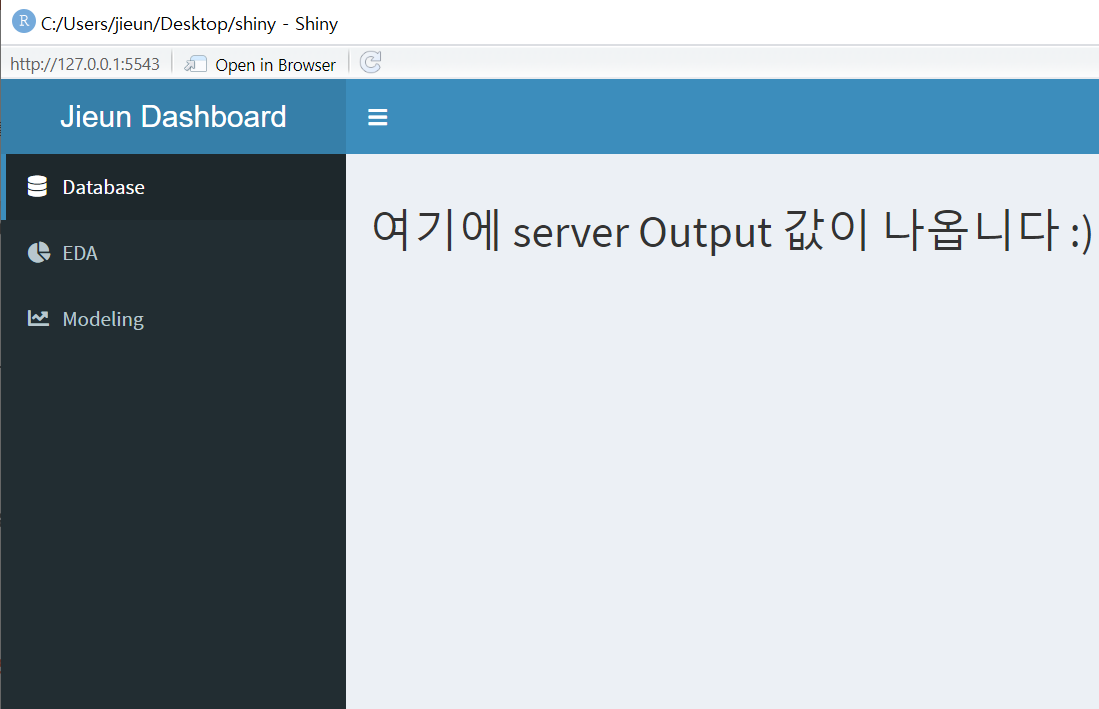 C:/Users/jieun/Desktop/shiny - Shiny
http://127.0.0.1:5543 Open in Browser
Jieun Dashboard
Database
EDA
Modeling
여기에 server Output 값이 나옵니다 :)